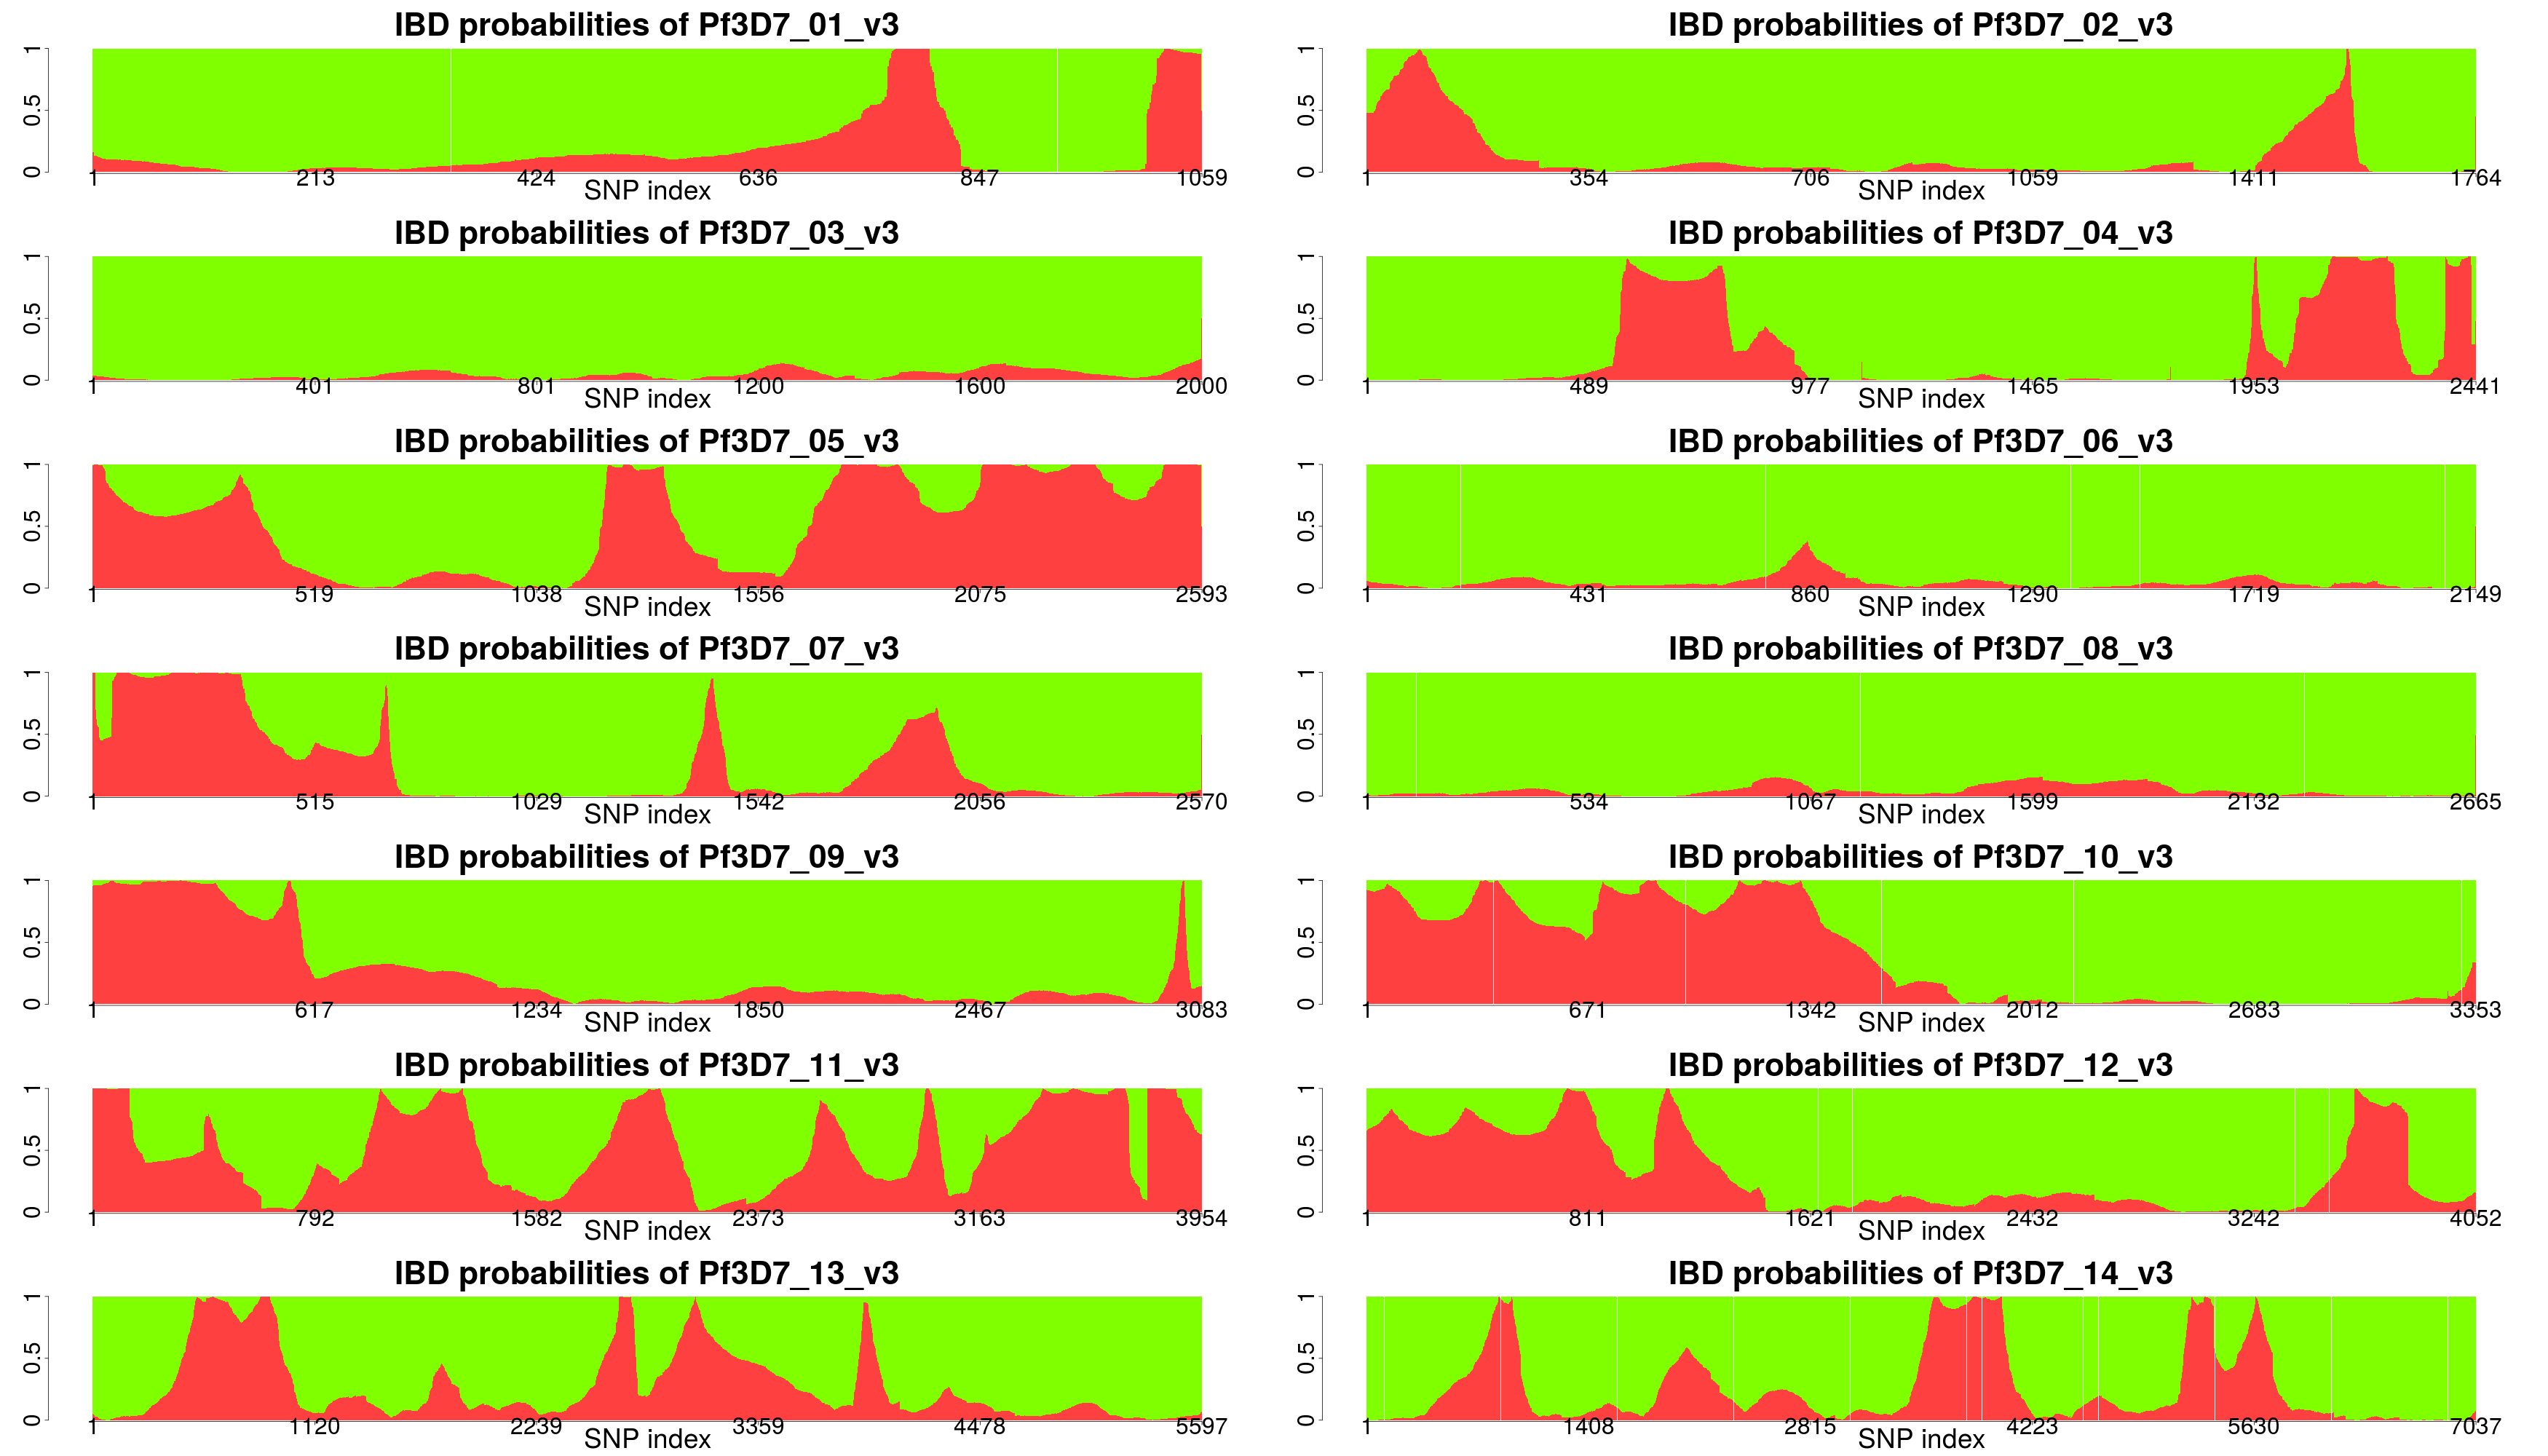 IBD probabilities of Pf3D7_01_v3
1 0.5 0
1 213 424 636 847 1059
SNP index
IBD probabilities of Pf3D7_02_v3
1 0.5 0
1 354 706 1059 1411 1764
SNP index
IBD probabilities of Pf3D7_03_v3
1 0.5 0
1 401 801 1200 1600 2000
SNP index
IBD probabilities of Pf3D7_04_v3
1 0.5 0
1 489 977 1465 1953 2441
SNP index
IBD probabilities of Pf3D7_05_v3
1 0.5 0
1 519 1038 1556 2075 2593
SNP index
IBD probabilities of Pf3D7_06_v3
1 0.5 0
1 431 860 1290 1719 2149
SNP index
IBD probabilities of Pf3D7_07_v3
1 0.5 0
1 515 1029 1542 2056 2570
SNP index
IBD probabilities of Pf3D7_08_v3
1 0.5 0
1 534 1067 1599 2132 2665
SNP index
IBD probabilities of Pf3D7_09_v3
1 0.5 0
1 617 1234 1850 2467 3083
SNP index
IBD probabilities of Pf3D7_10_v3
1 0.5 0
1 671 1342 2012 2683 3353
SNP index
IBD probabilities of Pf3D7_11_v3
1 0.5 0
1 792 1582 2373 3163 3954
SNP index
IBD probabilities of Pf3D7_12_v3
1 0.5 0
1 811 1621 2432 3242 4052
SNP index
IBD probabilities of Pf3D7_13_v3
1 0.5 0
1 1120 2239 3359 4478 5597
SNP index
IBD probabilities of Pf3D7_14_v3
1 0.5 0
1 1408 2815 4223 5630 7037
SNP index